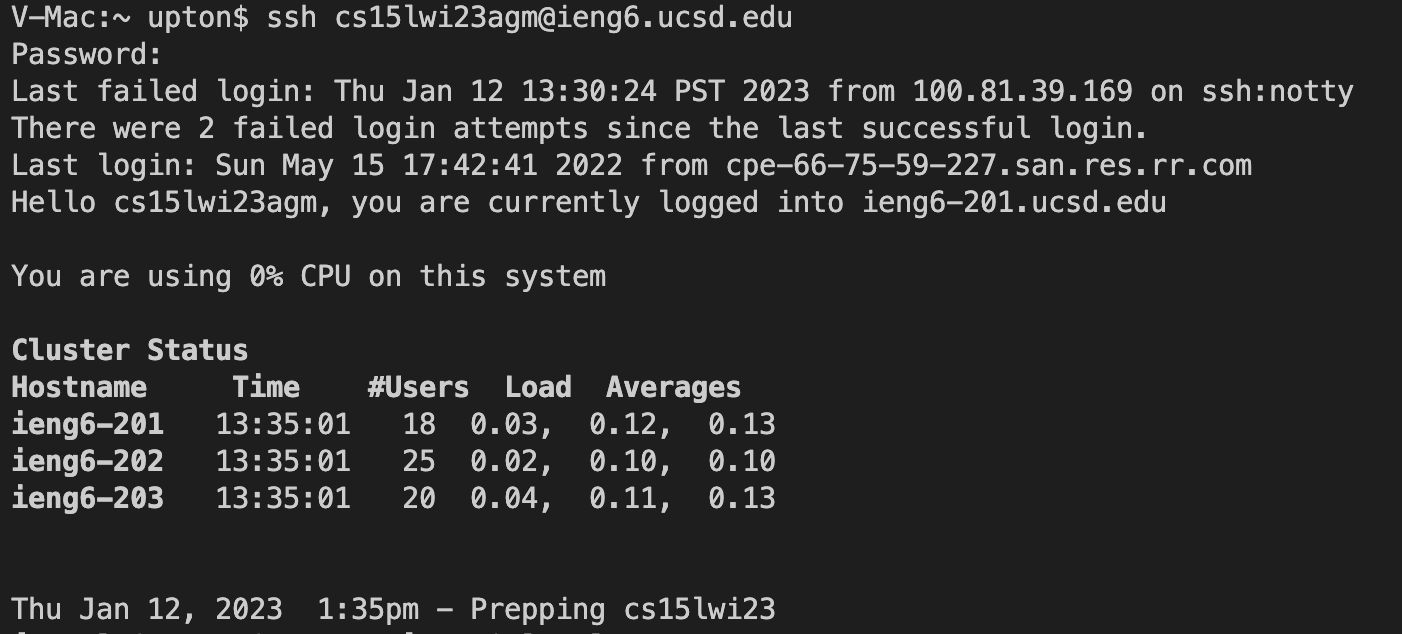 V-Mac:~ upton$ ssh cs15lwi23agm@ieng6.ucsd.edu
Password:
Last failed login: Thu Jan 12 13:30:24 PST 2023 from 100.81.39.169 on ssh:notty
There were 2 failed login attempts since the last successful login.
Last login: Sun May 15 17:42:41 2022 from cpe-66-75-59-227.san.res.rr.com
Hello cs15lwi23agm, you are currently logged into ieng6-201.ucsd.edu
You are using 0% CPU on this system
Cluster Status
Hostname     Time    #Users  Load  Averages
ieng6-201   13:35:01   18  0.03,  0.12,  0.13
ieng6-202   13:35:01   25  0.02,  0.10,  0.10
ieng6-203   13:35:01   20  0.04,  0.11,  0.13
Thu Jan 12, 2023  1:35pm - Prepping cs15lwi23